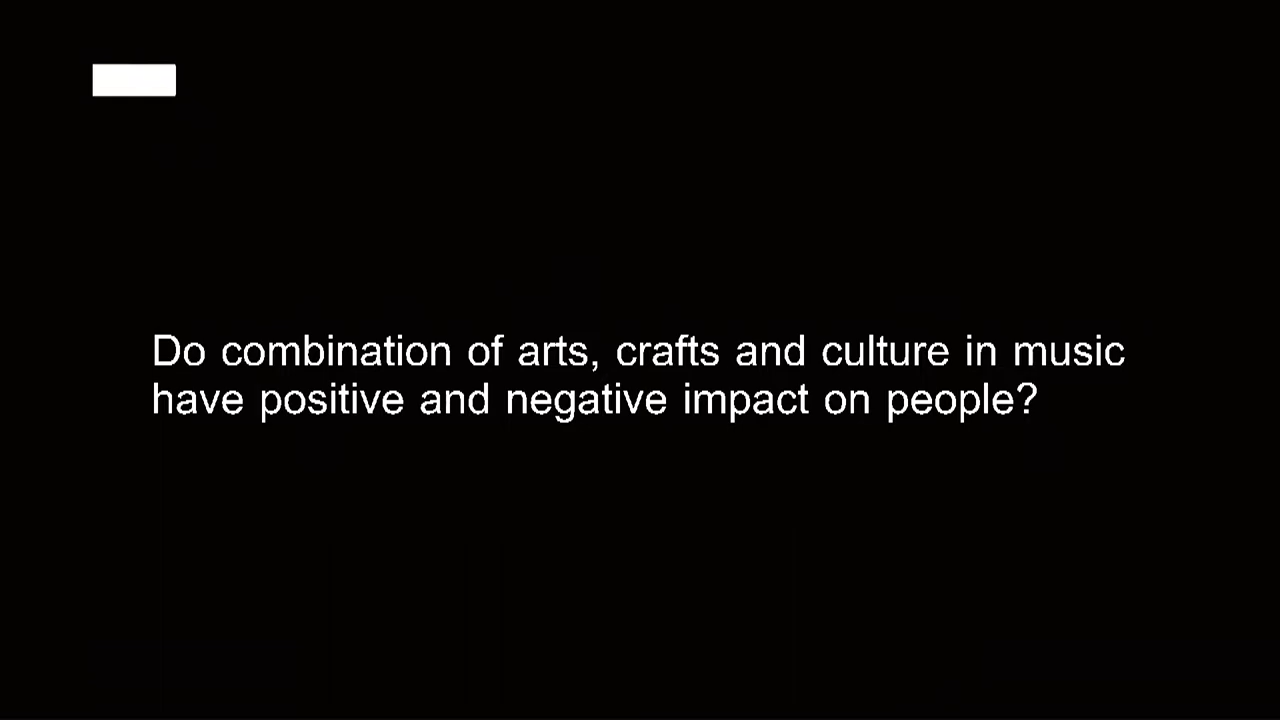 Do combination of arts, crafts and culture in music
have positive and negative impact on people?